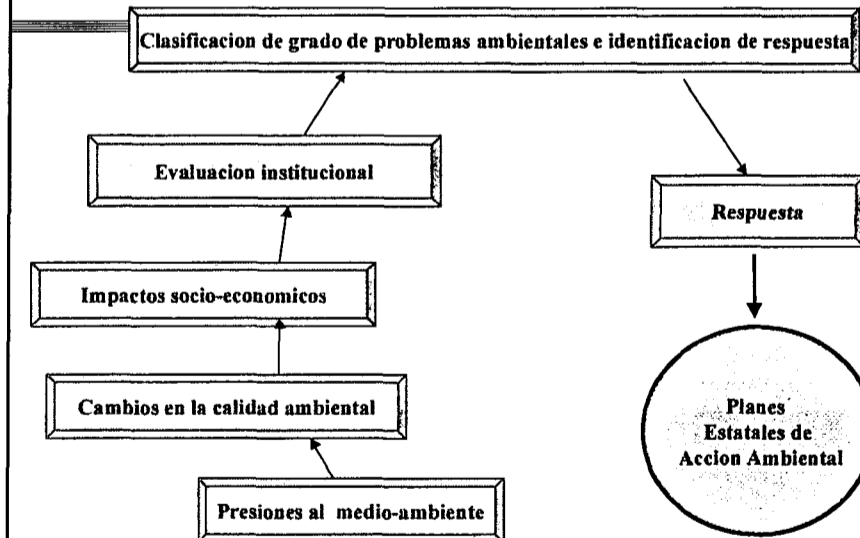 Clasificacion de grado de problemas ambientales e identificacion de respuesta
Evaluacion institucional
Respuesta
Impactos socio-economicos
Cambios en la calidad ambiental
Planes
Estatales de
Accion Ambiental
Presiones al medio-ambiente